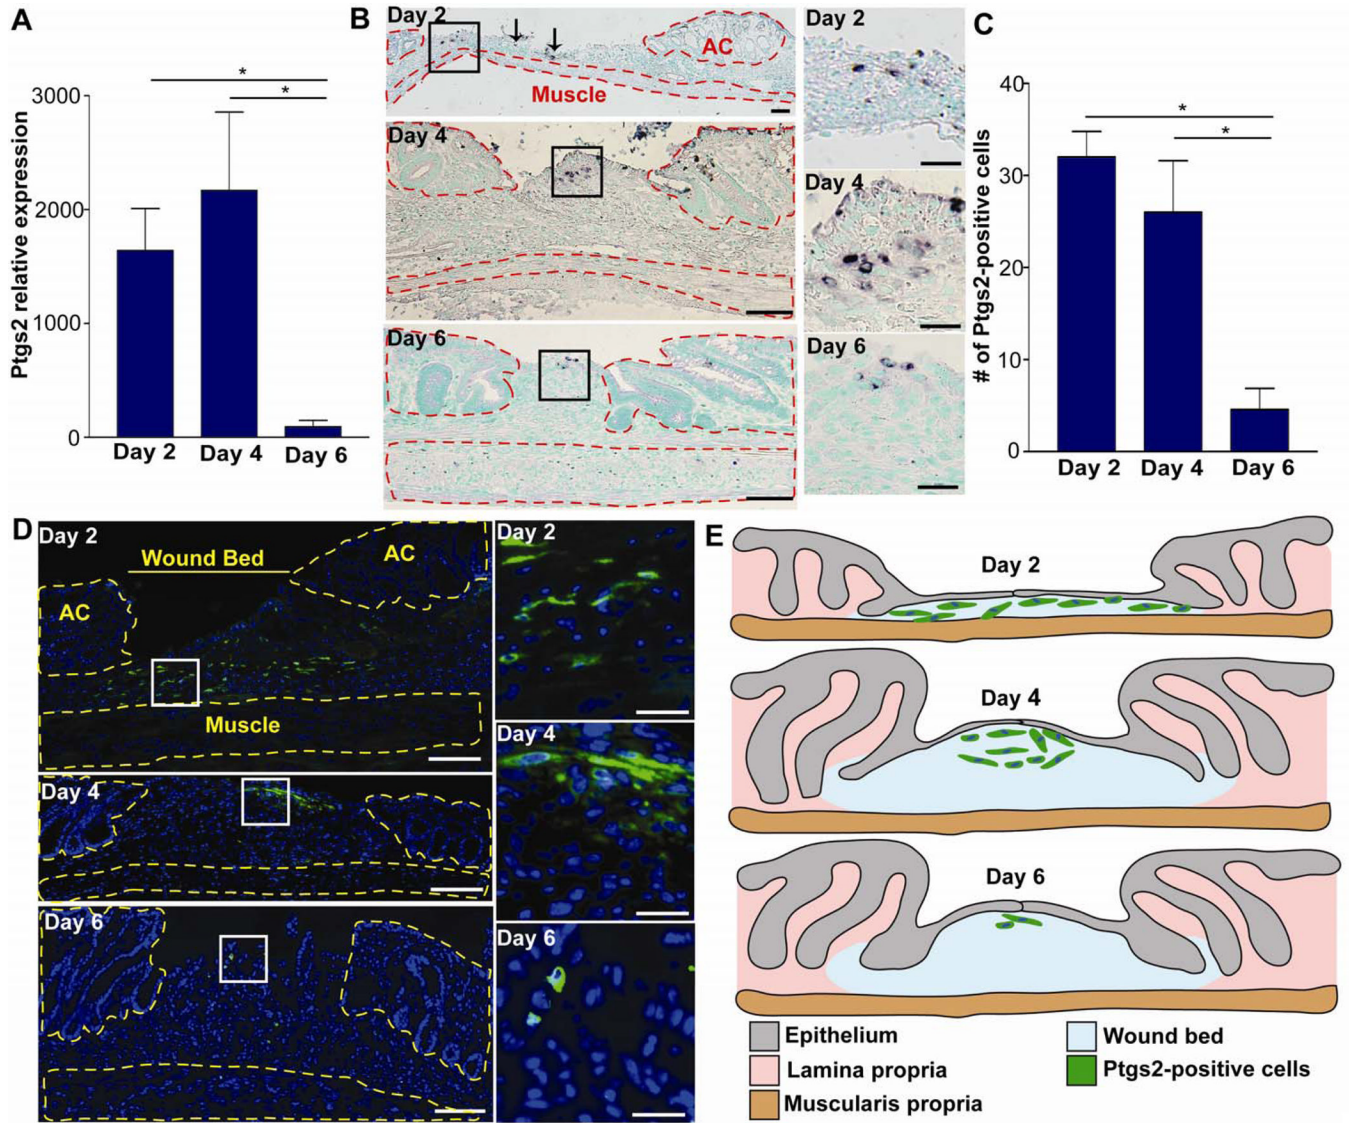 A
Ptgs2 relative expression
3000
2000
1000
0
*
*
Day 2
Day 4
Day 6
B
Day 2
AC
Muscle
Day 4
Day 6
Day 2
Day 4
Day 6
C
# of Ptgs2-positive cells
40
30
20
10
0
*
*
Day 2
Day 4
Day 6
D
Day 2
Wound Bed
AC
AC
Muscle
Day 4
Day 6
Day 2
Day 4
Day 6
E
Day 2
Day 4
Day 6
Epithelium
Lamina propria
Muscularis propria
Wound bed
Ptgs2-positive cells